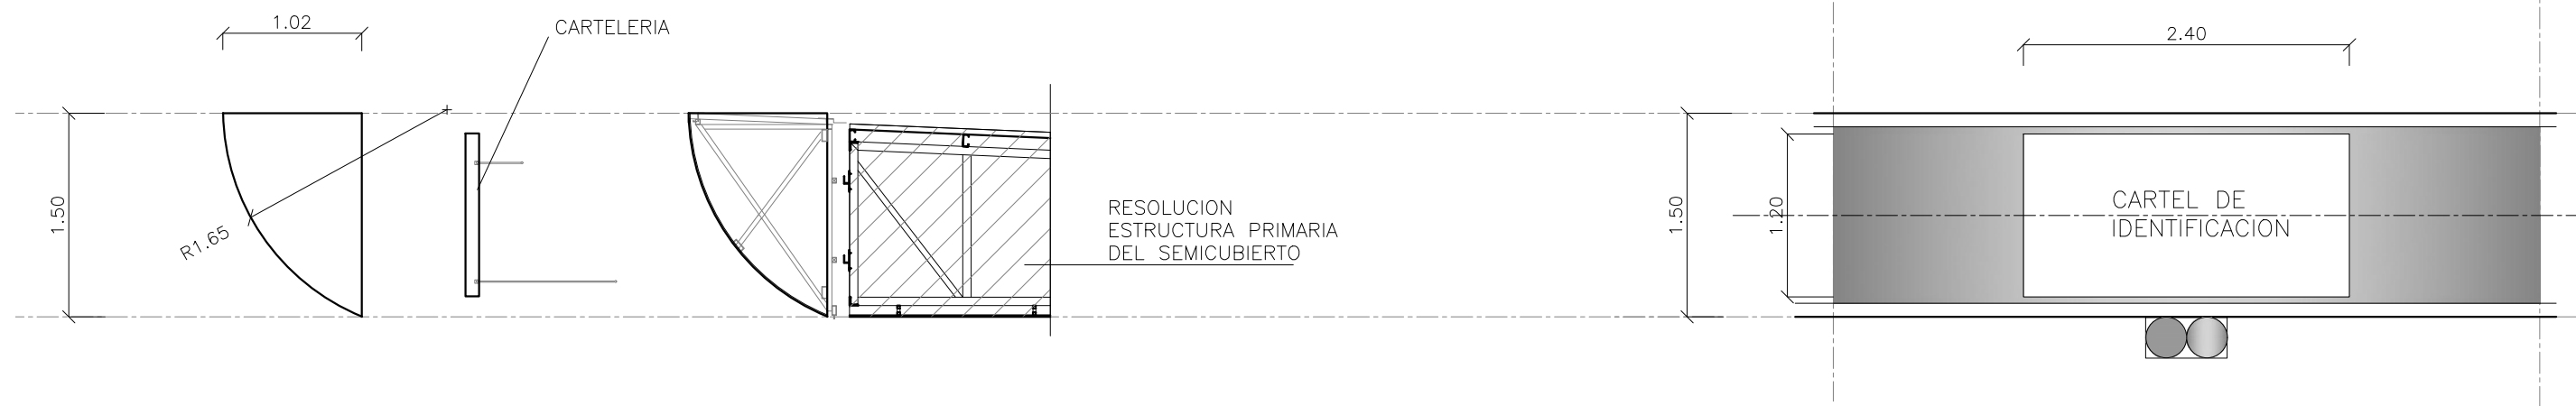 1.02
CARTELERIA
2.40
1.50
R1.65
RESOLUCION
ESTRUCTURA PRIMARIA
DEL SEMICUBIERTO
1.50
1.20
CARTEL DE
IDENTIFICACION